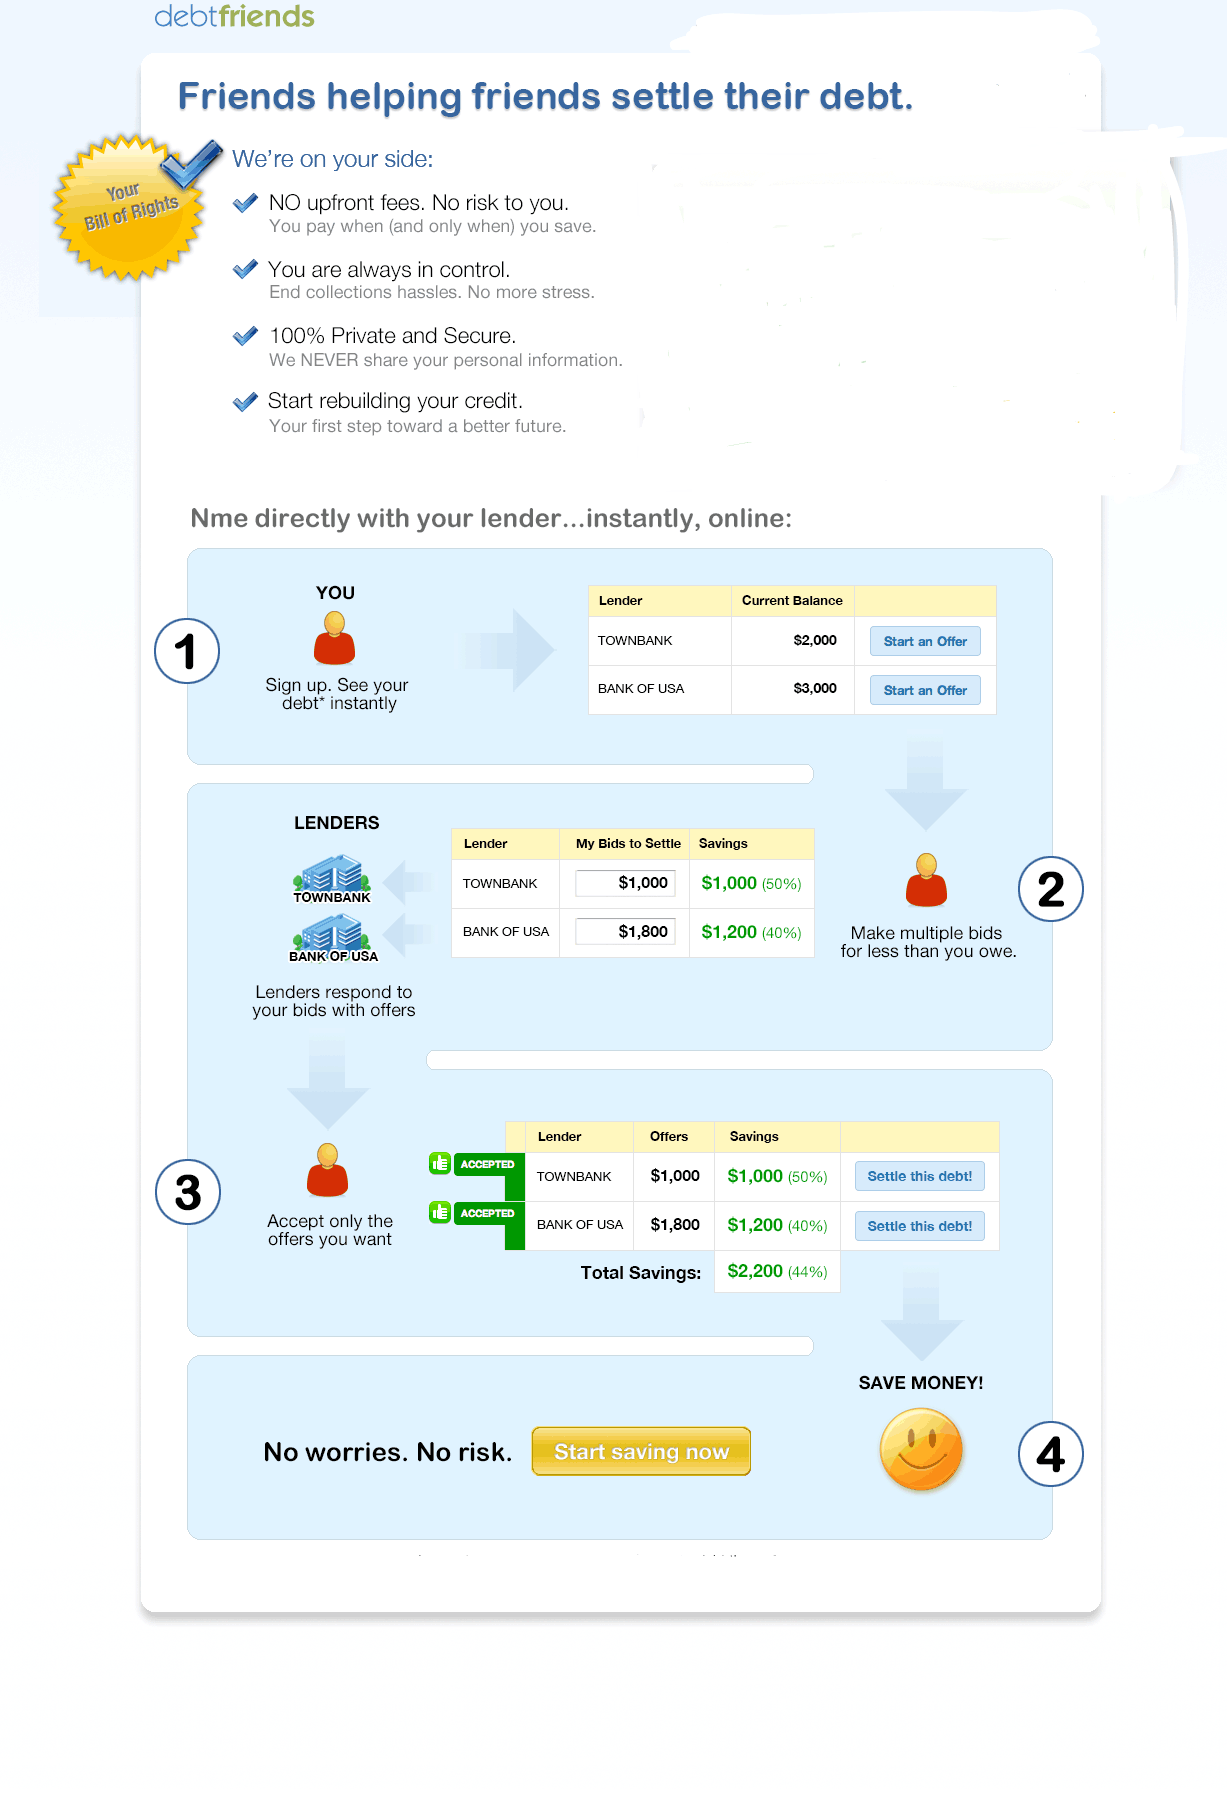 debtfriends
Friends helping friends settle their debt.
Your
Bill of Rights
We're on your side:
NO upfront fees. No risk to you.
You pay when (and only when) you save.
You are always in control.
End collections hassles. No more stress.
100% Private and Secure.
We NEVER share your personal information.
Start rebuilding your credit.
Your first step toward a better future.
Nme directly with your lender...instantly, online:
1
YOU
Sign up. See your
debt* instantly
Lender Current Balance
TOWNBANK $2,000 Start an Offer
BANK OF USA $3,000 Start an Offer
2
Make multiple bids
for less than you owe.
Lender My Bids to Settle Savings
TOWNBANK $1,000 $1,000 (50%)
BANK OF USA $1,800 $1,200 (40%)
LENDERS
TOWNBANK
BANK OF USA
Lenders respond to
your bids with offers
3
Accept only the
offers you want
Lender Offers Savings
ACCEPTED TOWNBANK $1,000 $1,000 (50%) Settle this debt!
ACCEPTED BANK OF USA $1,800 $1,200 (40%) Settle this debt!
Total Savings: $2,200 (44%)
SAVE MONEY!
4
No worries. No risk. Start saving now